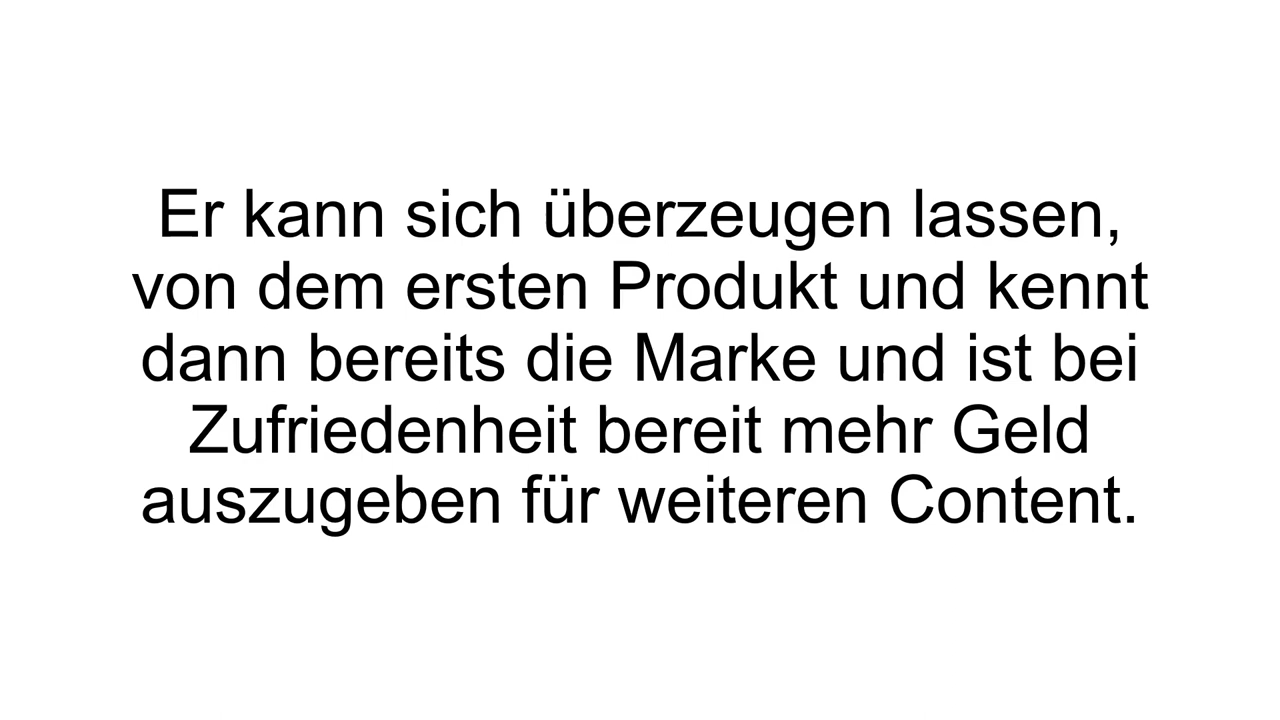 Er kann sich überzeugen lassen,
von dem ersten Produkt und kennt
dann bereits die Marke und ist bei
Zufriedenheit bereit mehr Geld
auszugeben für weiteren Content.